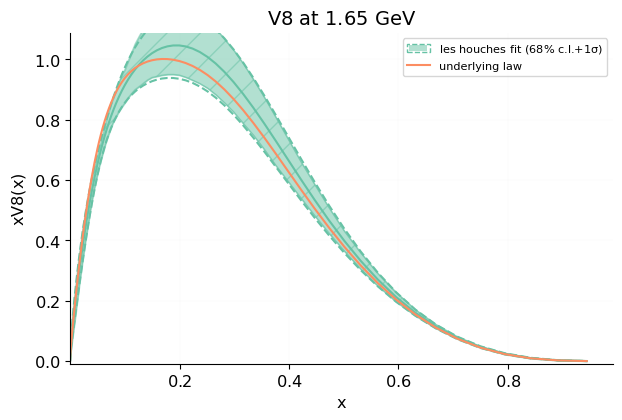 V8 at 1.65 GeV
les houches fit (68% c.l.+1σ)
underlying law
xV8(x)
1.0
0.8
0.6
0.4
0.2
0.0
0.2 0.4 0.6 0.8
x